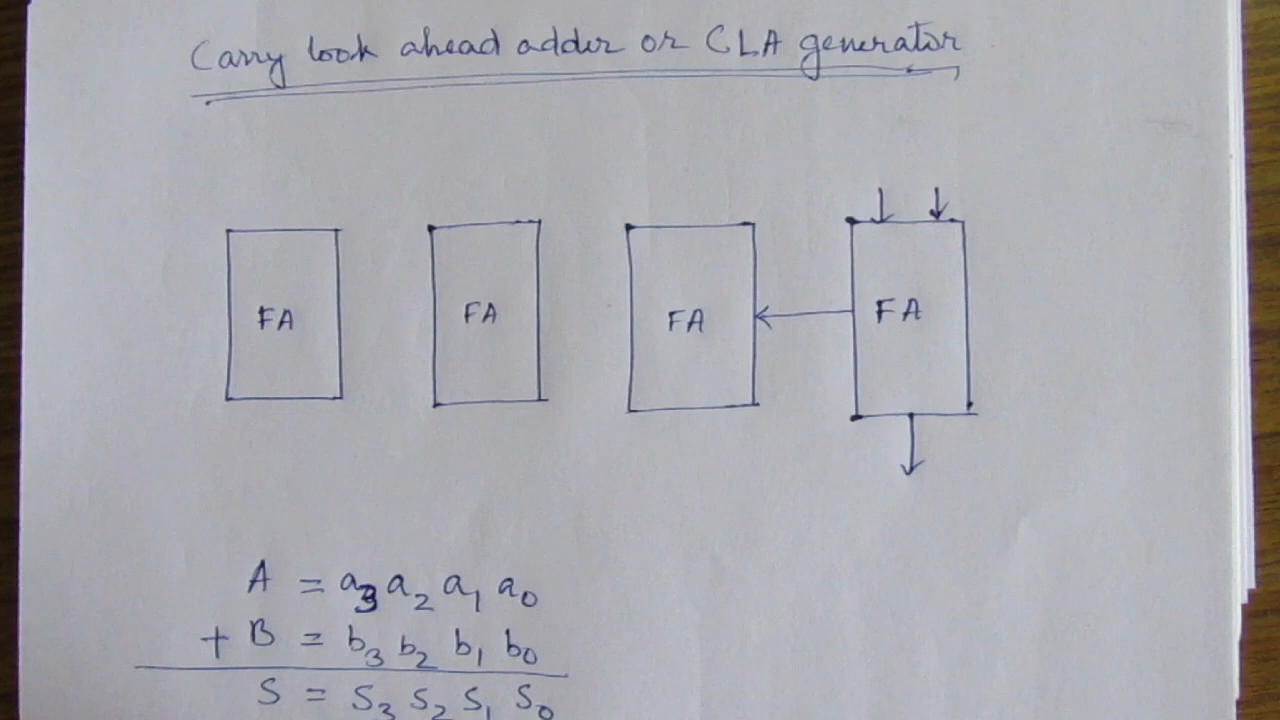 Carry look ahead adder or CLA generator
FA FA FA FA
A = a₃ a₂ a₁ a₀
+ B = b₃ b₂ b₁ b₀
S = S₃ S₂ S₁ S₀